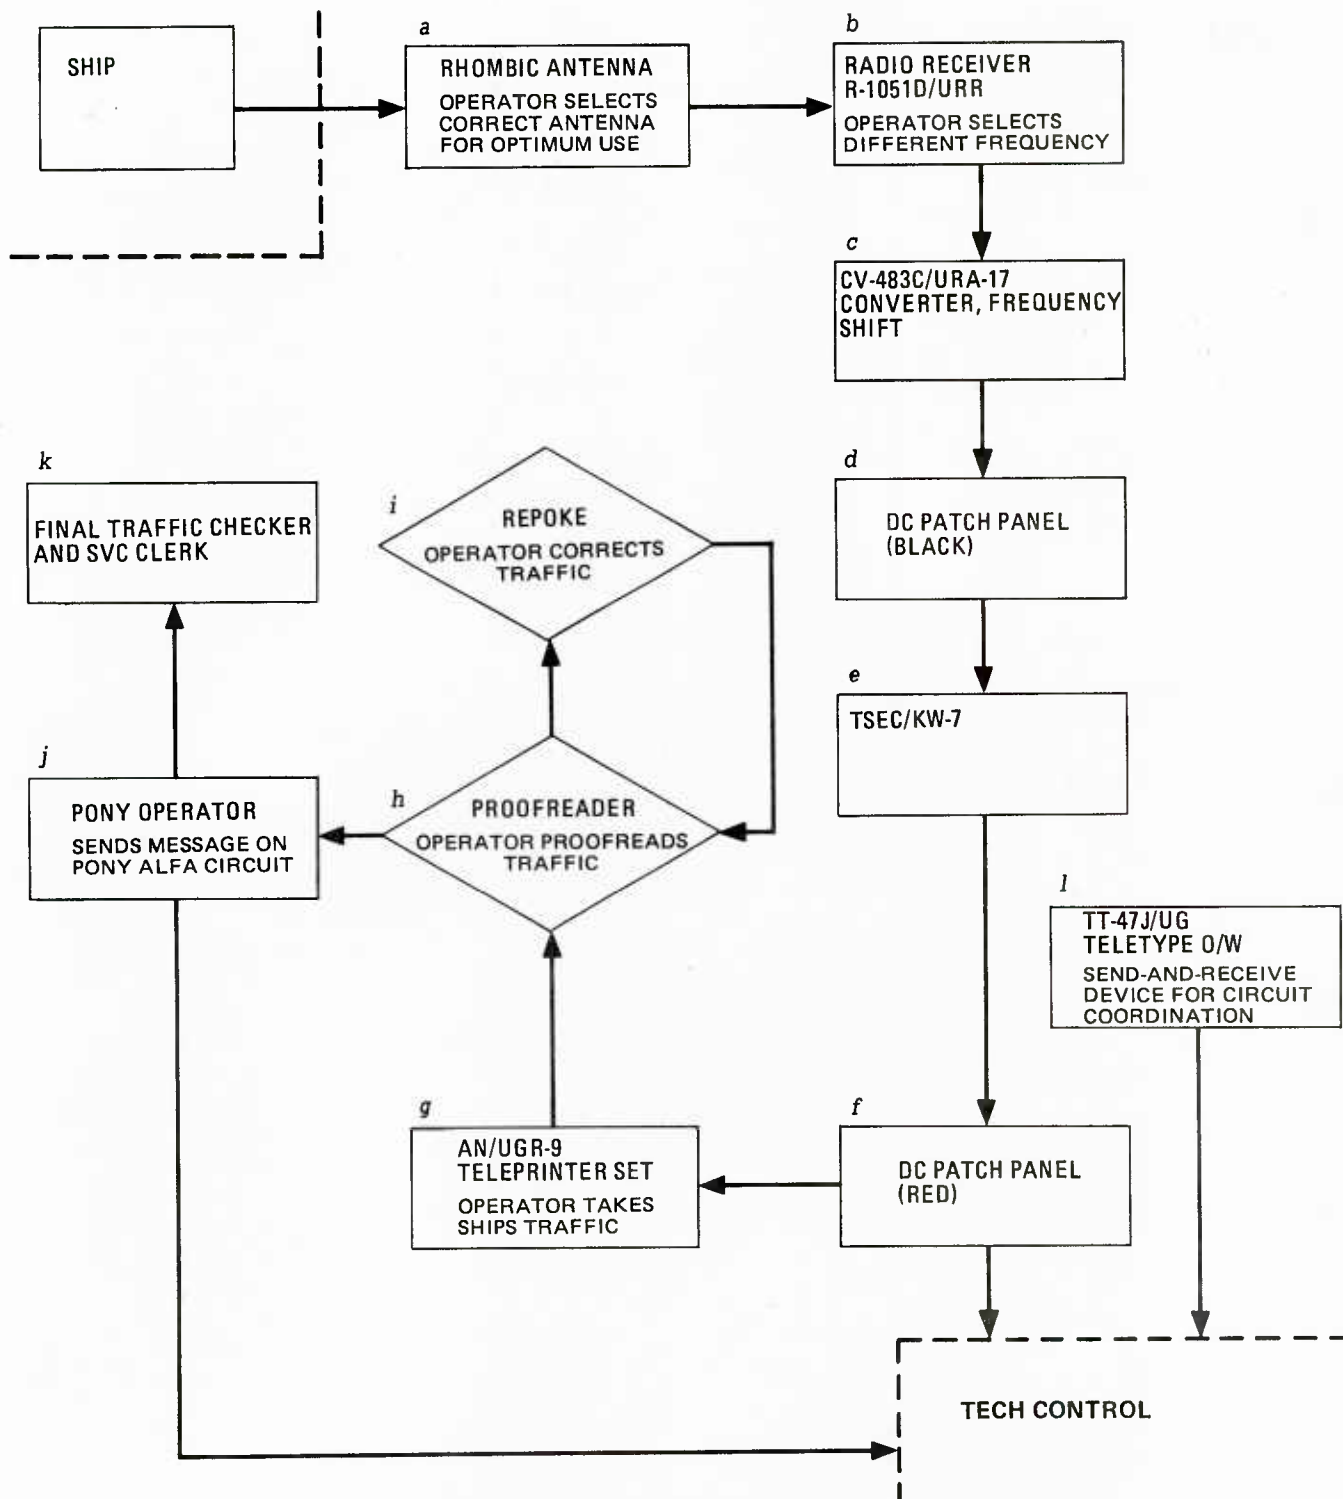 SHIP
a
RHOMBIC ANTENNA
OPERATOR SELECTS
CORRECT ANTENNA
FOR OPTIMUM USE
b
RADIO RECEIVER
R-1051D/URR
OPERATOR SELECTS
DIFFERENT FREQUENCY
c
CV-483C/URA-17
CONVERTER, FREQUENCY
SHIFT
d
DC PATCH PANEL
(BLACK)
e
TSEC/KW-7
f
DC PATCH PANEL
(RED)
g
AN/UGR-9
TELEPRINTER SET
OPERATOR TAKES
SHIPS TRAFFIC
h
PROOFREADER
OPERATOR PROOFREADS
TRAFFIC
i
REPOKE
OPERATOR CORRECTS
TRAFFIC
j
PONY OPERATOR
SENDS MESSAGE ON
PONY ALFA CIRCUIT
k
FINAL TRAFFIC CHECKER
AND SVC CLERK
l
TT-47J/UG
TELETYPE O/W
SEND-AND-RECEIVE
DEVICE FOR CIRCUIT
COORDINATION
TECH CONTROL